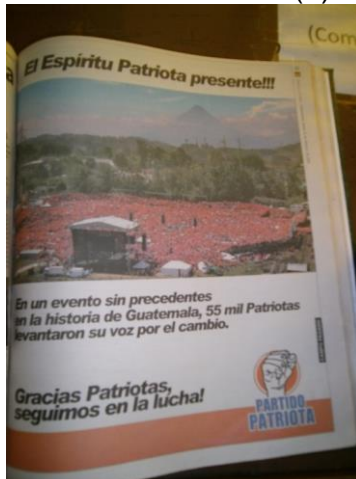 (Com
El Espíritu Patriota presente!!!
En un evento sin precedentes
en la historia de Guatemala, 55 mil Patriotas
levantaron su voz por el cambio.
Gracias Patriotas,
seguimos en la lucha!
PARTIDO
PATRIOTA